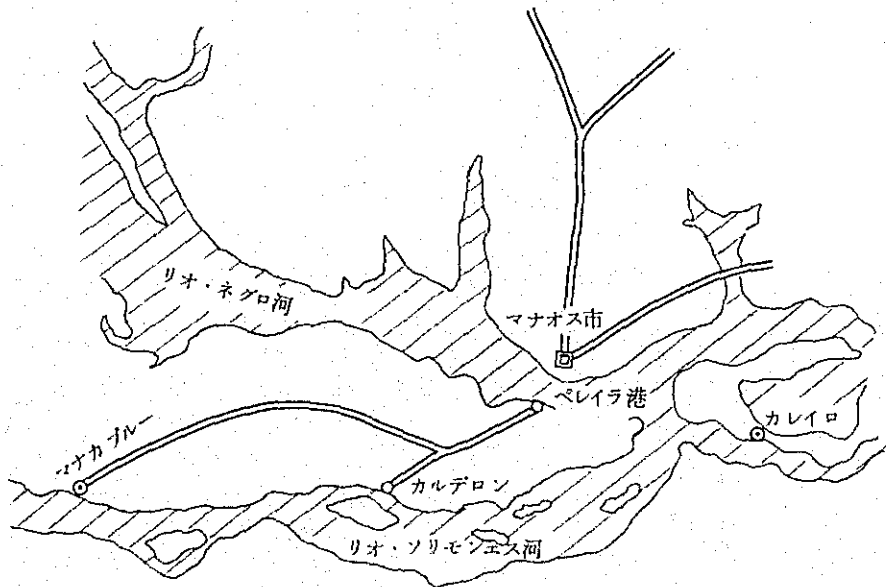 リオ・ネグロ河
マナオス市
ペレイラ港
カレイロ
マナカプルー
カルデロン
リオ・ソリモンエス河